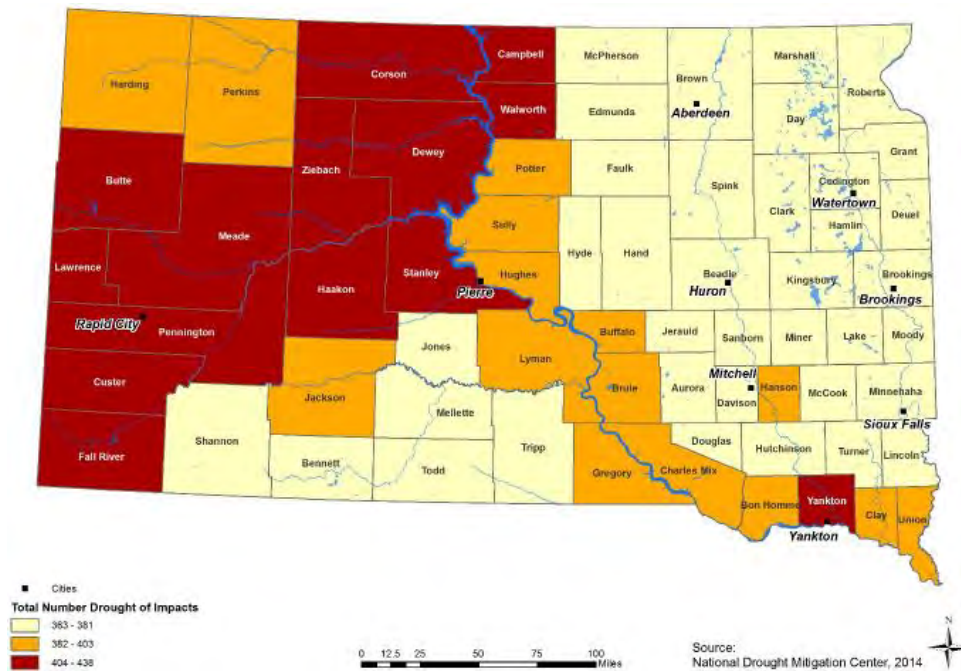 Harding
Perkins
Corson
Campbell
McPherson
Brown
Marshall
Roberts
Walworth
Edmunds
Aberdeen
Day
Butte
Ziebach
Dewey
Potter
Faulk
Spink
Grant
Codington
Watertown
Clark
Hamlin
Deuel
Meade
Sully
Hyde
Hand
Lawrence
Haakon
Stanley
Hughes
Pierre
Beadle
Huron
Kingsbury
Brookings
Brookings
Rapid City
Pennington
Jones
Lyman
Buffalo
Jerauld
Sanborn
Miner
Lake
Moody
Custer
Jackson
Mellette
Brule
Aurora
Mitchell
Davison
Hanson
McCook
Minnehaha
Sioux Falls
Fall River
Shannon
Bennett
Todd
Tripp
Gregory
Charles Mix
Douglas
Hutchinson
Turner
Lincoln
Bon Homme
Yankton
Clay
Union
Yankton
Cities
Total Number Drought of Impacts
363 - 381
382 - 403
404 - 438
0 12.5 25 50 75 100
Miles
Source:
National Drought Mitigation Center, 2014
N